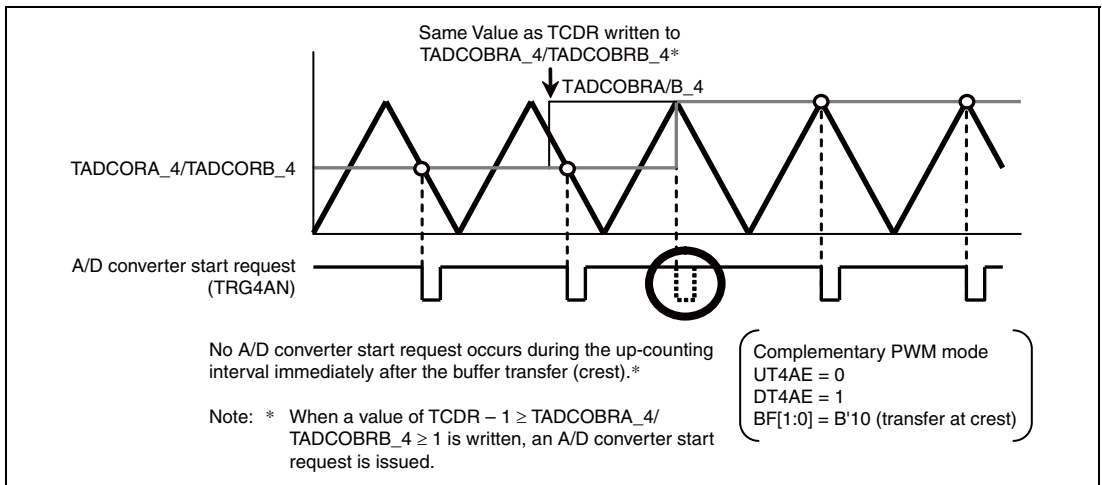 Same Value as TCDR written to
TADCOBRA_4/TADCOBRB_4*
TADCOBRA/B_4
TADCORA_4/TADCORB_4
A/D converter start request
(TRG4AN)
No A/D converter start request occurs during the up-counting
interval immediately after the buffer transfer (crest).*
Note: * When a value of TCDR – 1 ≥ TADCOBRA_4/
TADCOBRB_4 ≥ 1 is written, an A/D converter start
request is issued.
Complementary PWM mode
UT4AE = 0
DT4AE = 1
BF[1:0] = B'10 (transfer at crest)